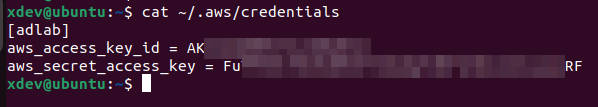 xdev@ubuntu:~$ cat ~/.aws/credentials
[adlab]
aws_access_key_id = AK
aws_secret_access_key = Fu RF
xdev@ubuntu:~$